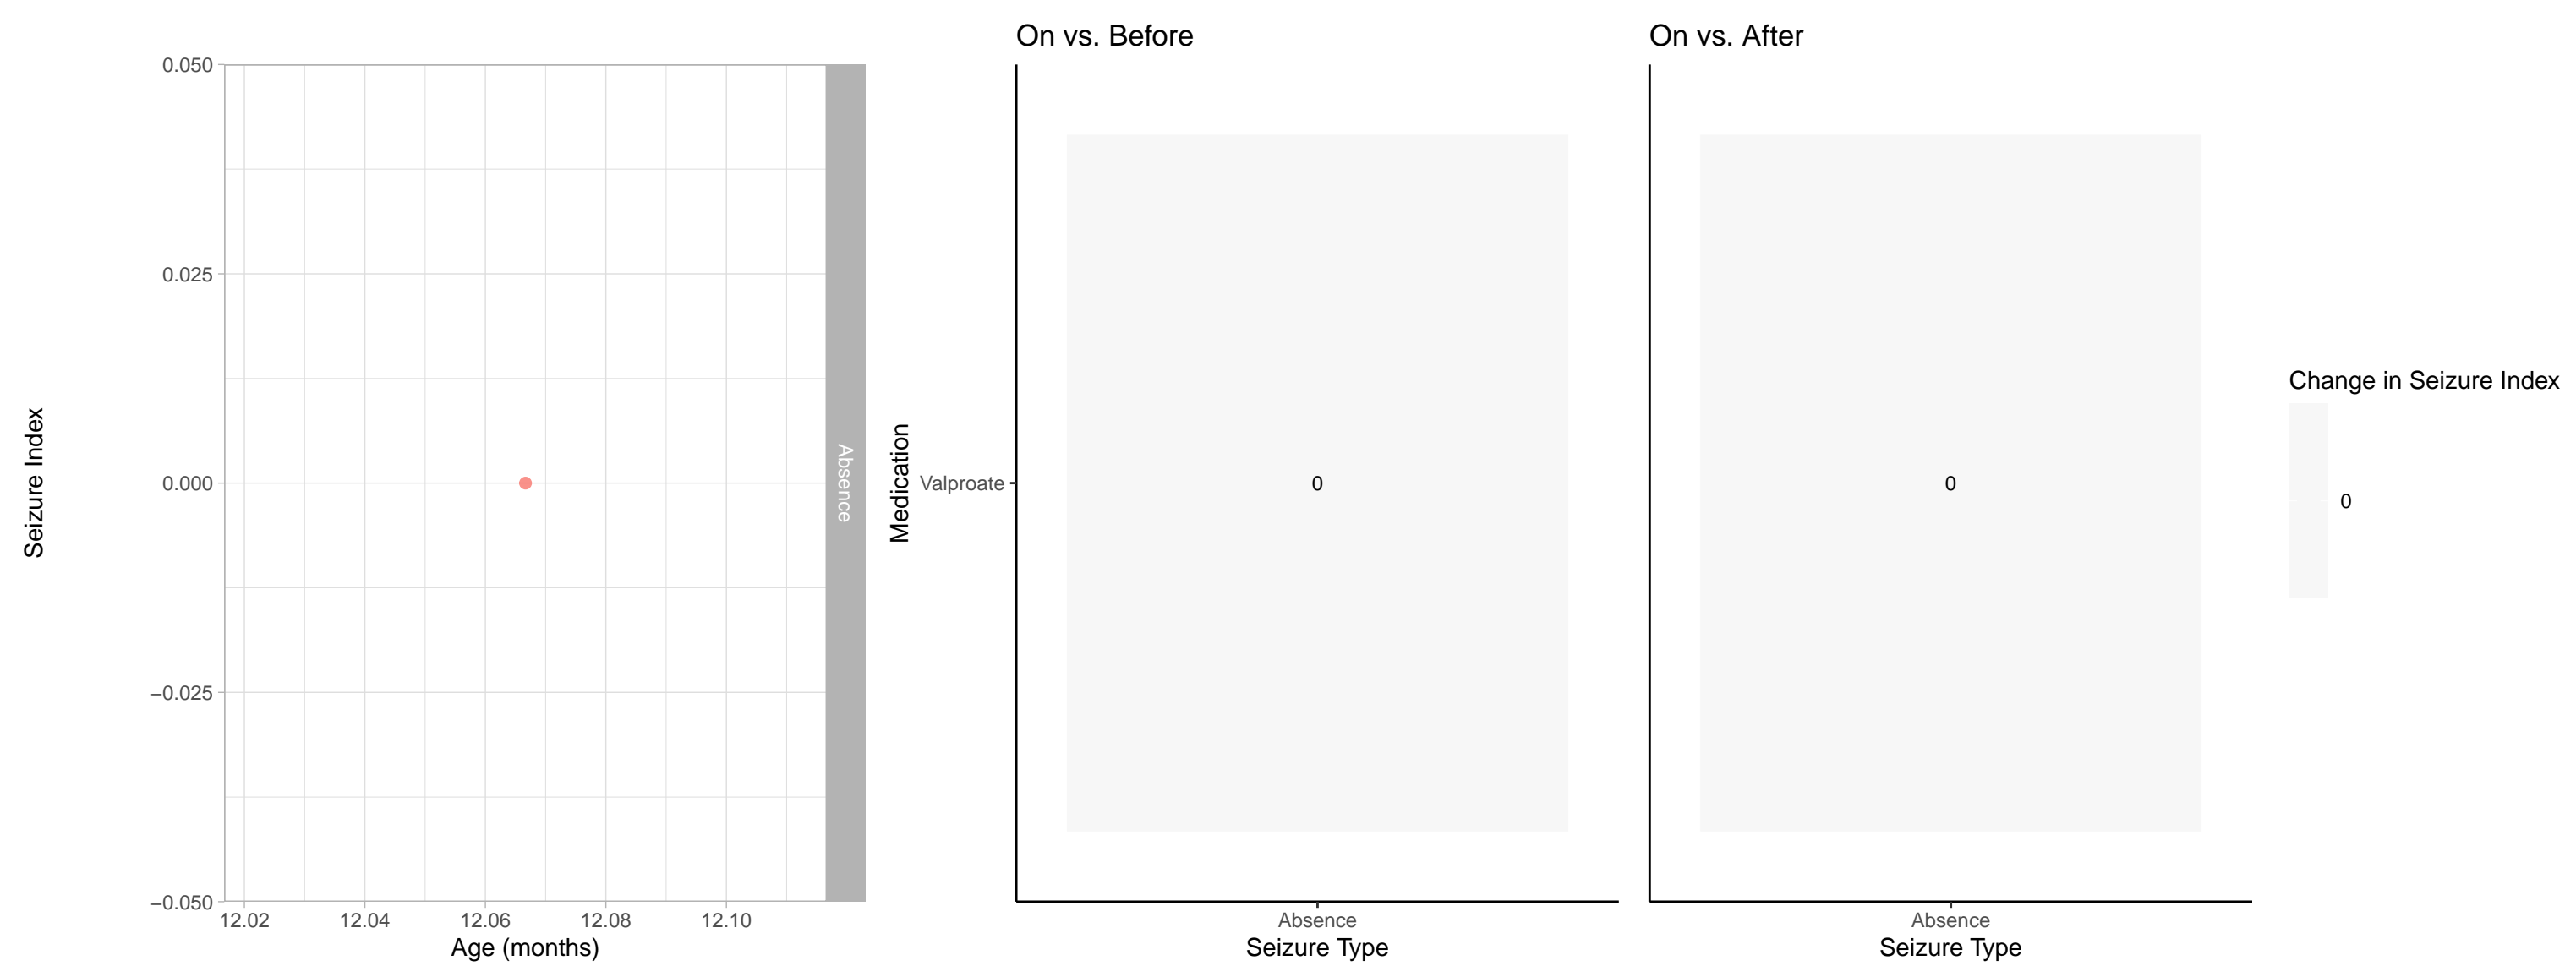 On vs. Before
On vs. After
0.050
0.025
0.000
−0.025
−0.050
Seizure Index
12.02
12.04
12.06
12.08
12.10
Age (months)
Absence
Medication
Valproate
0
Absence
Seizure Type
0
Absence
Seizure Type
Change in Seizure Index
0